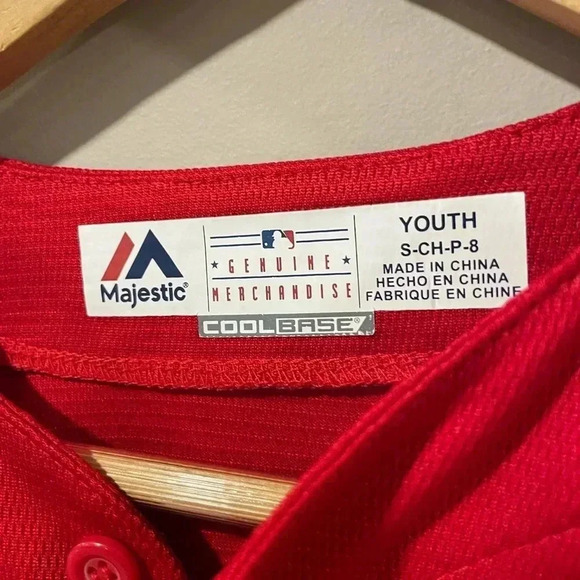 Majestic®
GENUINE
MERCHANDISE
COOLBASE®
YOUTH
S-CH-P-8
MADE IN CHINA
HECHO EN CHINA
FABRIQUE EN CHINE